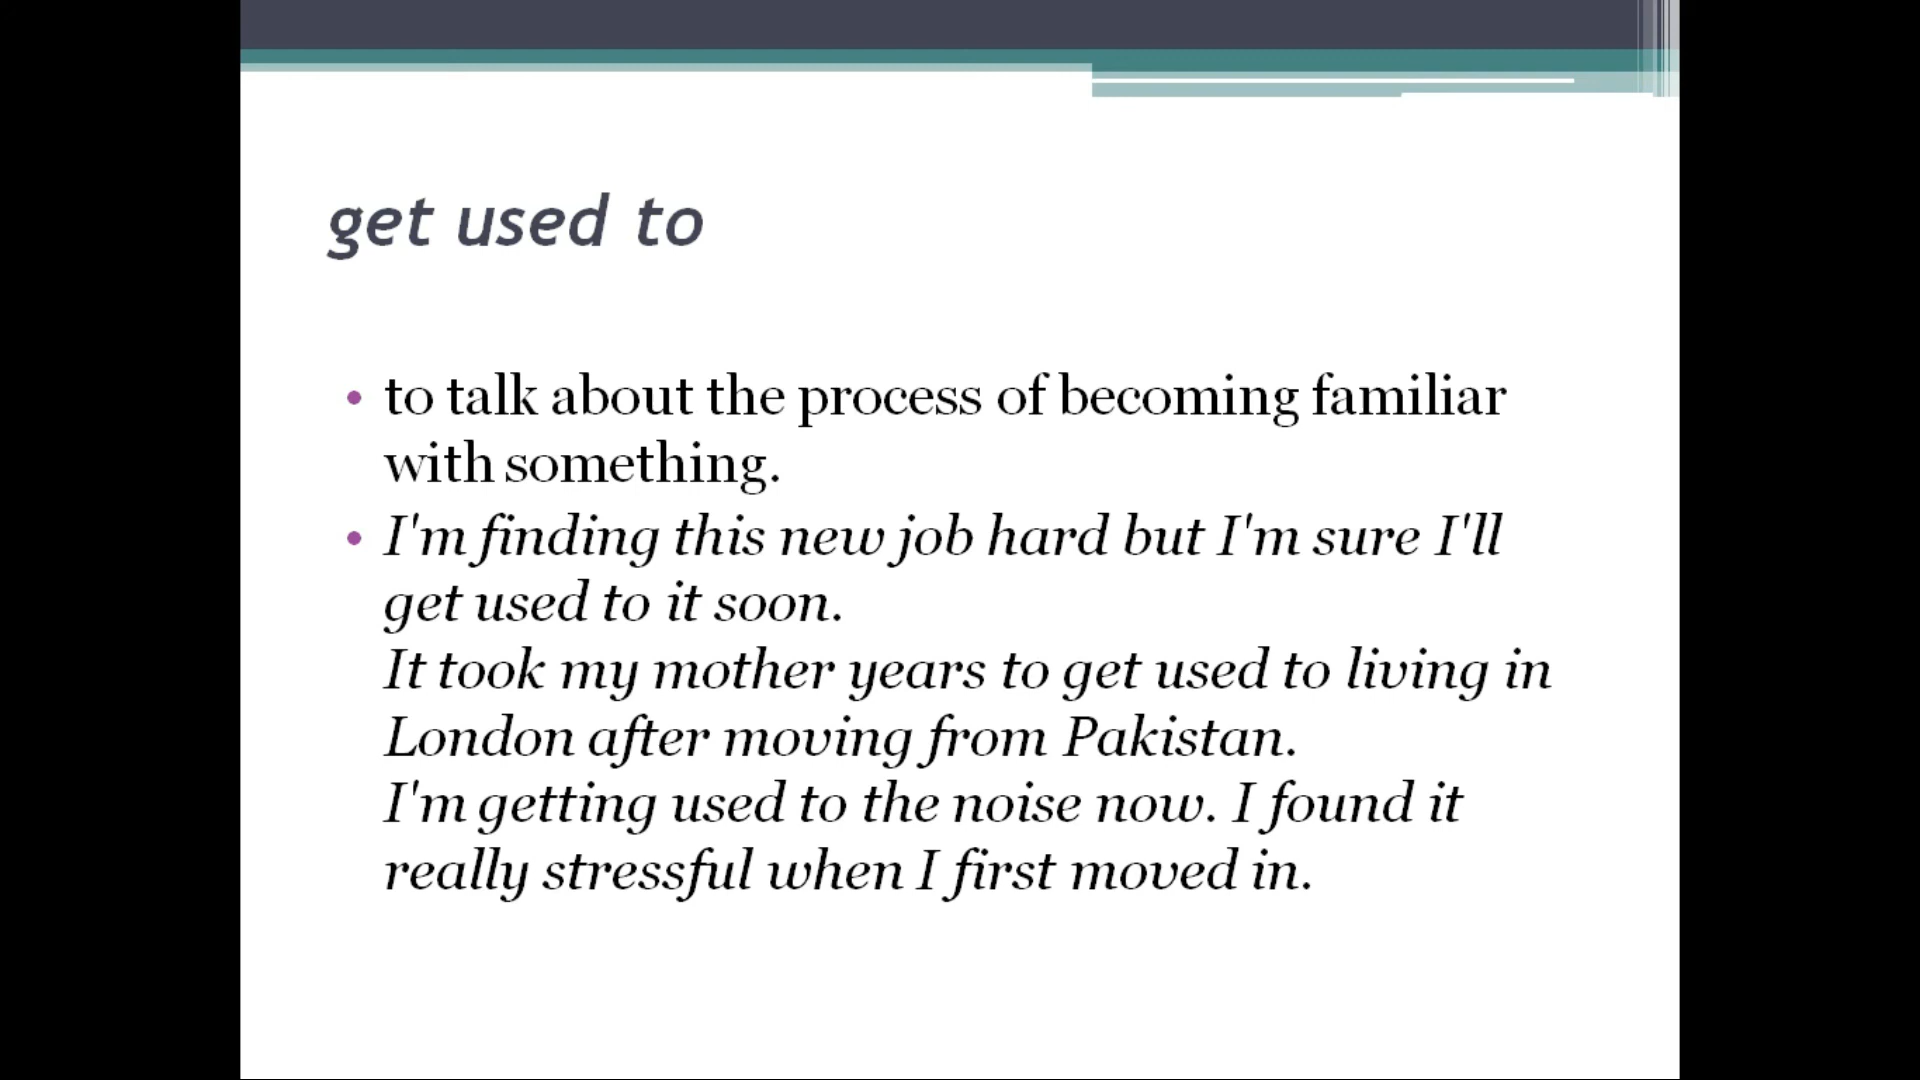 get used to
• to talk about the process of becoming familiar
with something.
• I'm finding this new job hard but I'm sure I'll
get used to it soon.
It took my mother years to get used to living in
London after moving from Pakistan.
I'm getting used to the noise now. I found it
really stressful when I first moved in.